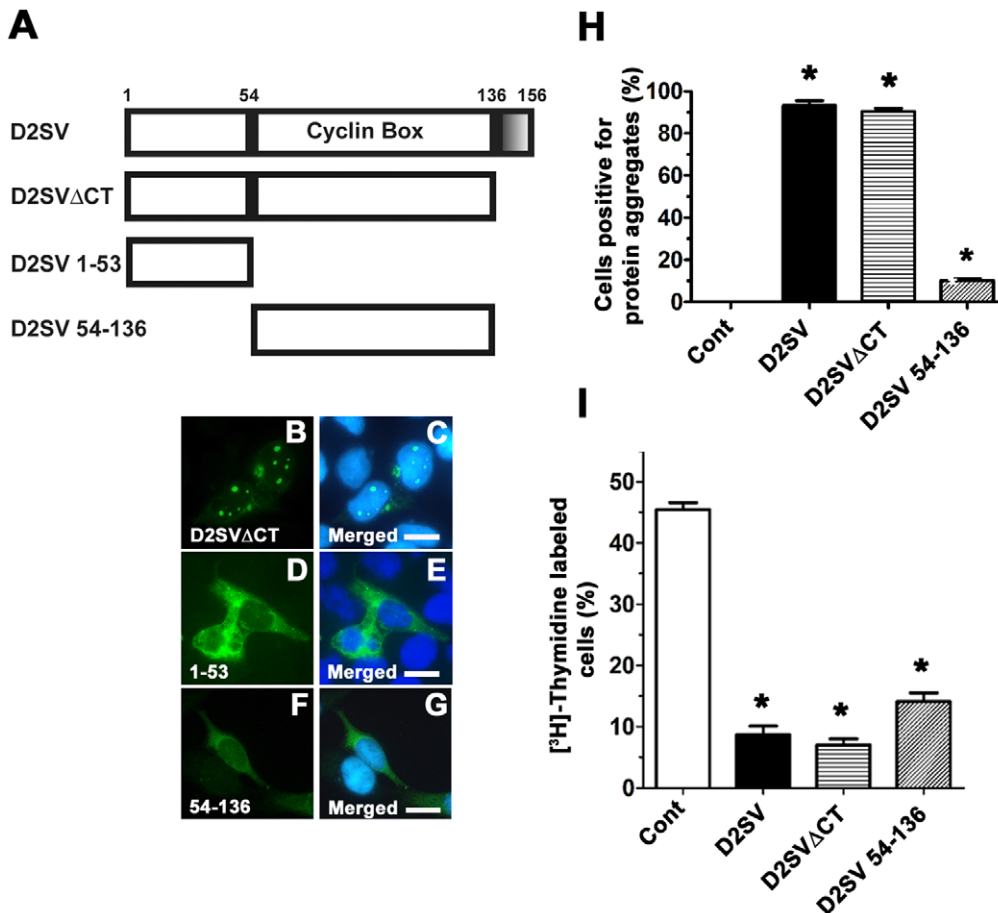 A
1 54 136 156
D2SV
Cyclin Box
D2SVΔCT
D2SV 1-53
D2SV 54-136
B
D2SVΔCT
C
Merged
D
1-53
E
Merged
F
54-136
G
Merged
H
Cells positive for
protein aggregates (%)
100
80
60
40
20
0
*
*
*
Cont
D2SV
D2SVΔCT
D2SV 54-136
I
[³H]-Thymidine labeled
cells (%)
50
40
30
20
10
0
*
*
*
Cont
D2SV
D2SVΔCT
D2SV 54-136